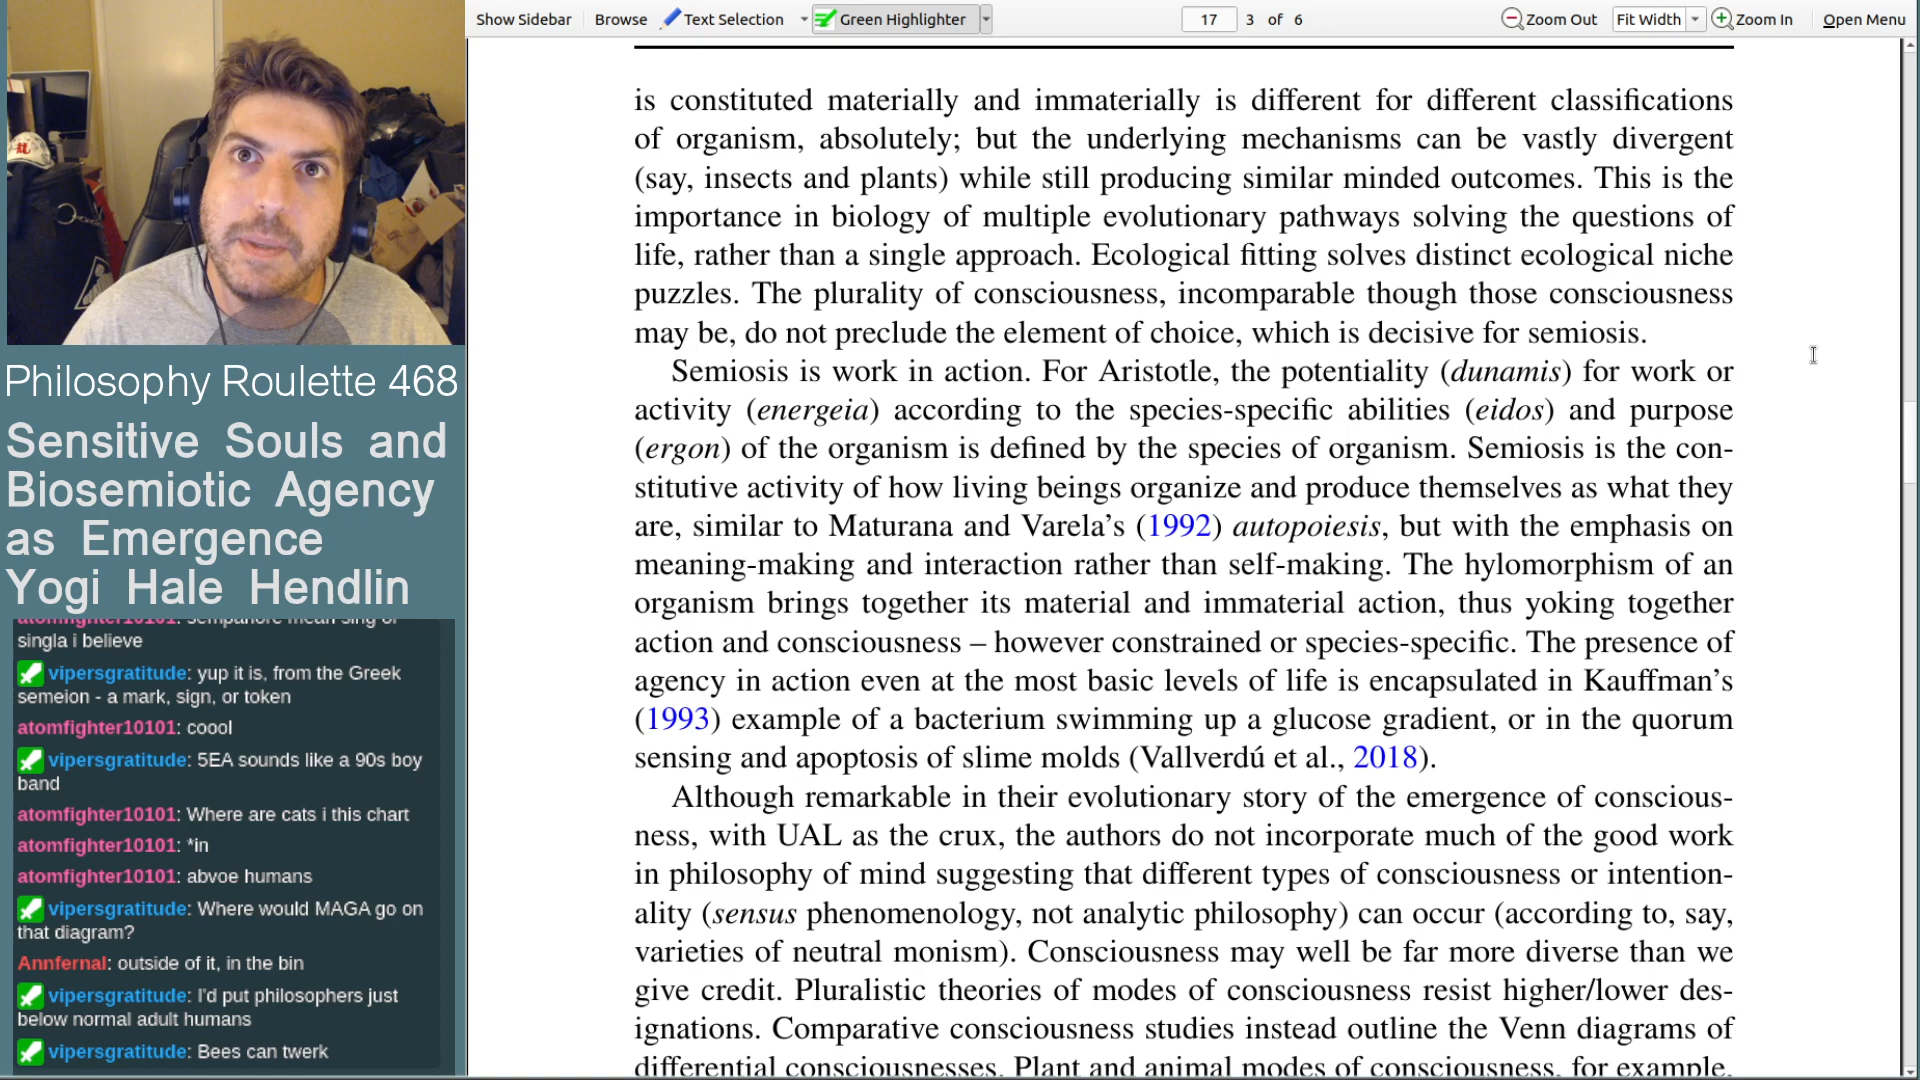 Show Sidebar Browse Text Selection Green Highlighter 17 3 of 6 Zoom Out Fit Width Zoom In Open Menu
is constituted materially and immaterially is different for different classifications
of organism, absolutely; but the underlying mechanisms can be vastly divergent
(say, insects and plants) while still producing similar minded outcomes. This is the
importance in biology of multiple evolutionary pathways solving the questions of
life, rather than a single approach. Ecological fitting solves distinct ecological niche
puzzles. The plurality of consciousness, incomparable though those consciousness
may be, do not preclude the element of choice, which is decisive for semiosis.
Semiosis is work in action. For Aristotle, the potentiality (dunamis) for work or
activity (energeia) according to the species-specific abilities (eidos) and purpose
(ergon) of the organism is defined by the species of organism. Semiosis is the con-
stitutive activity of how living beings organize and produce themselves as what they
are, similar to Maturana and Varela's (1992) autopoiesis, but with the emphasis on
meaning-making and interaction rather than self-making. The hylomorphism of an
organism brings together its material and immaterial action, thus yoking together
action and consciousness – however constrained or species-specific. The presence of
agency in action even at the most basic levels of life is encapsulated in Kauffman's
(1993) example of a bacterium swimming up a glucose gradient, or in the quorum
sensing and apoptosis of slime molds (Vallverdú et al., 2018).
Although remarkable in their evolutionary story of the emergence of conscious-
ness, with UAL as the crux, the authors do not incorporate much of the good work
in philosophy of mind suggesting that different types of consciousness or intention-
ality (sensus phenomenology, not analytic philosophy) can occur (according to, say,
varieties of neutral monism). Consciousness may well be far more diverse than we
give credit. Pluralistic theories of modes of consciousness resist higher/lower des-
ignations. Comparative consciousness studies instead outline the Venn diagrams of
differential consciousnesses. Plant and animal modes of consciousness, for example,
Philosophy Roulette 468
Sensitive Souls and
Biosemiotic Agency
as Emergence
Yogi Hale Hendlin
singla i believe
vipersgratitude: yup it is, from the Greek
semeion - a mark, sign, or token
atomfighter10101: coool
vipersgratitude: 5EA sounds like a 90s boy
band
atomfighter10101: Where are cats i this chart
atomfighter10101: *in
atomfighter10101: abvoe humans
vipersgratitude: Where would MAGA go on
that diagram?
Annfernal: outside of it, in the bin
vipersgratitude: I'd put philosophers just
below normal adult humans
vipersgratitude: Bees can twerk